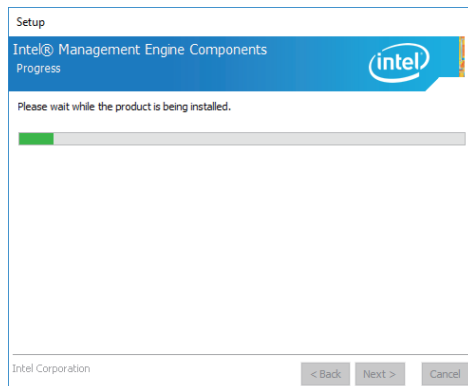 Setup
Intel® Management Engine Components
Progress
intel
Please wait while the product is being installed.
Intel Corporation
< Back Next > Cancel